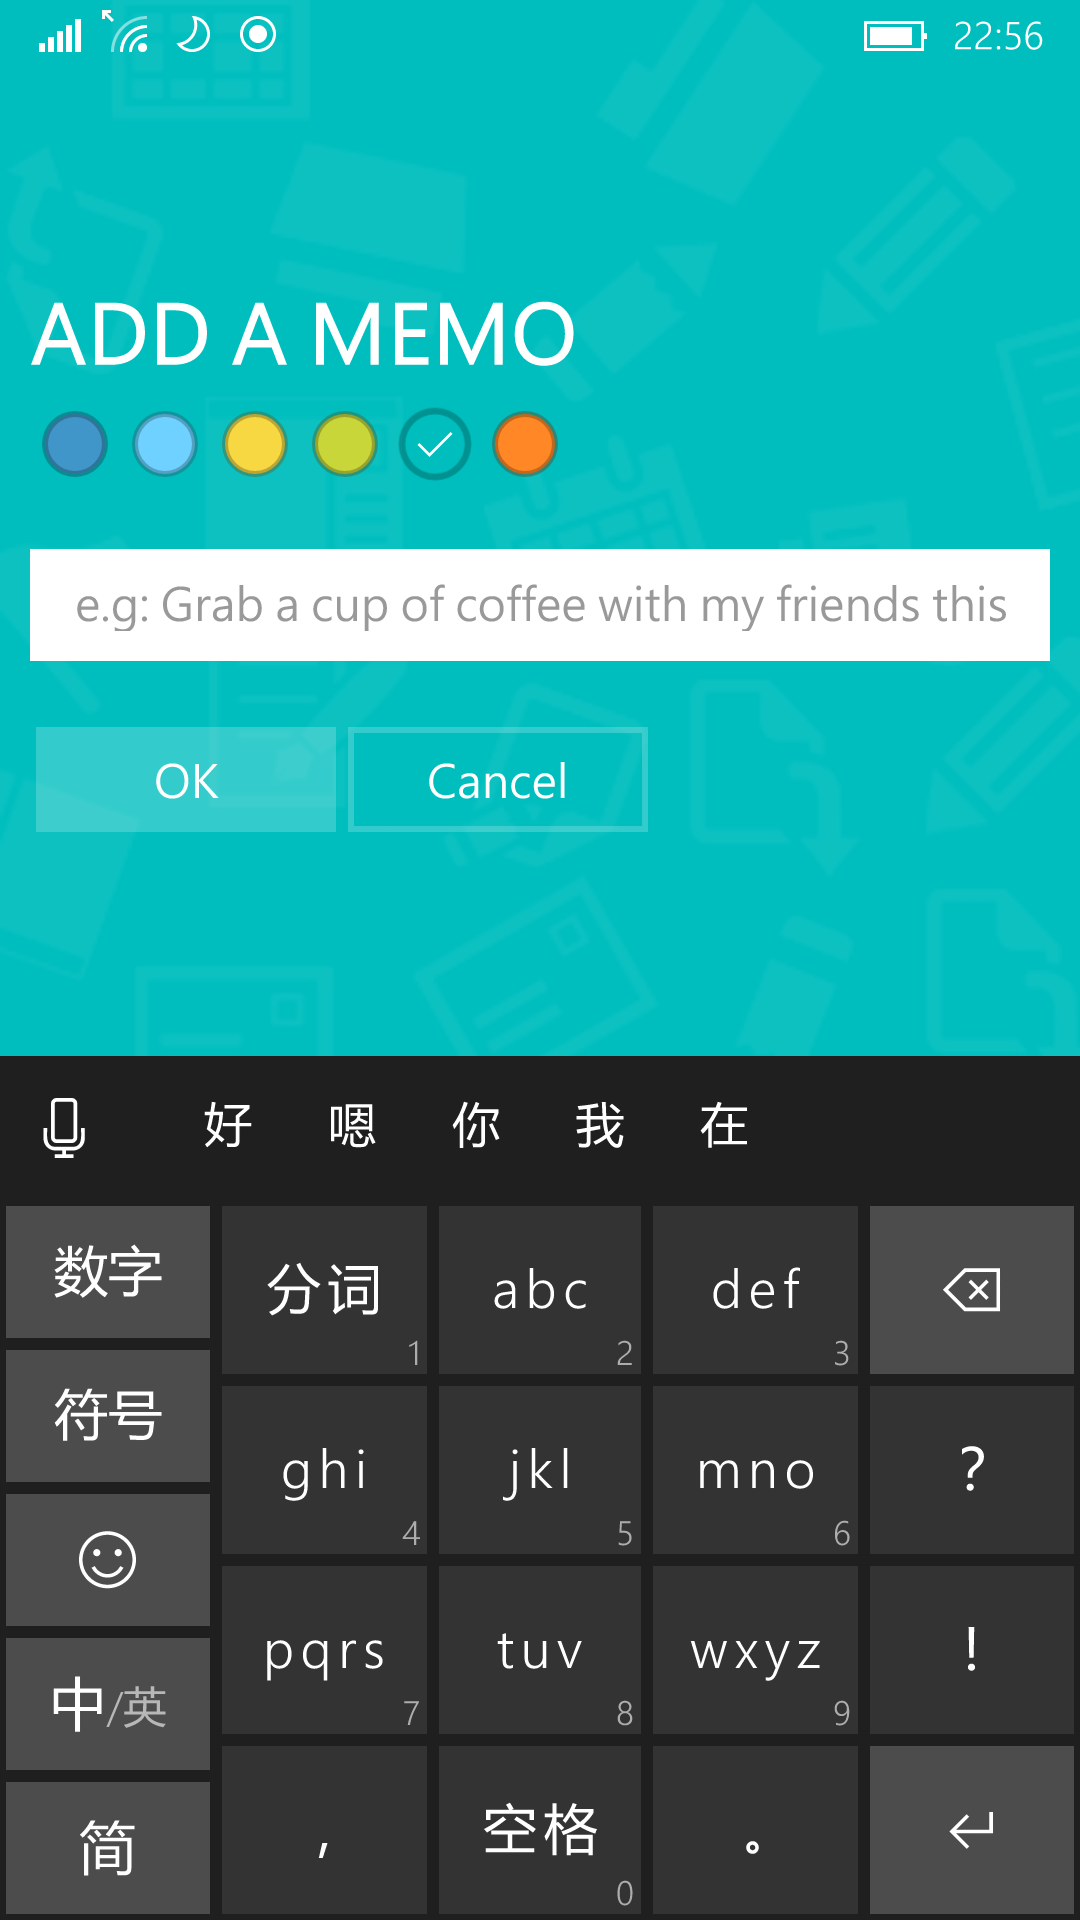 22:56
ADD A MEMO
e.g: Grab a cup of coffee with my friends this
OK Cancel
好 嗯 你 我 在
数字 分词 1 abc 2 def 3
符号 ghi 4 jkl 5 mno 6 ?
pqrs 7 tuv 8 wxyz 9 !
中/英
简 , 空格 0 。